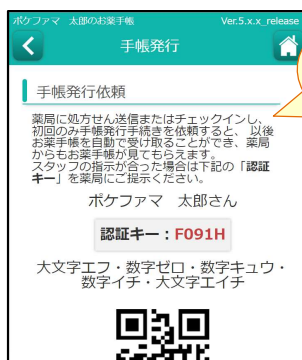 ポケファマ 太郎のお薬手帳 Ver.5.x.x_release
手帳発行
手帳発行依頼
薬局に処方せん送信またはチェックインし、
初回のみ手帳発行手続きを依頼すると、以後
お薬手帳を自動で受け取ることができ、薬局
からもお薬手帳が見てもらえます。
スタッフの指示が合った場合は下記の「認証
キー」を薬局にご提示ください。
ポケファマ 太郎さん
認証キー：F091H
大文字エフ・数字ゼロ・数字キュウ・
数字イチ・大文字エイチ